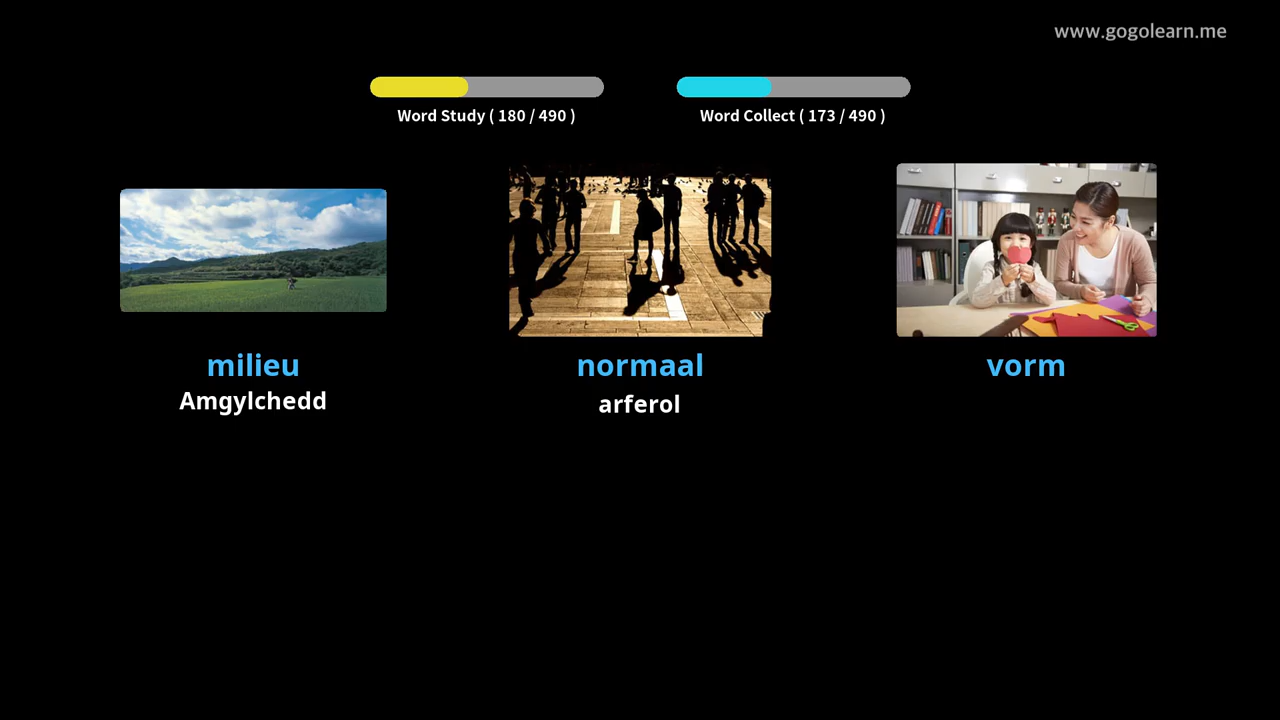 www.gogolearn.me
Word Study ( 180 / 490 )
Word Collect ( 173 / 490 )
milieu
Amgylchedd
normaal
arferol
vorm